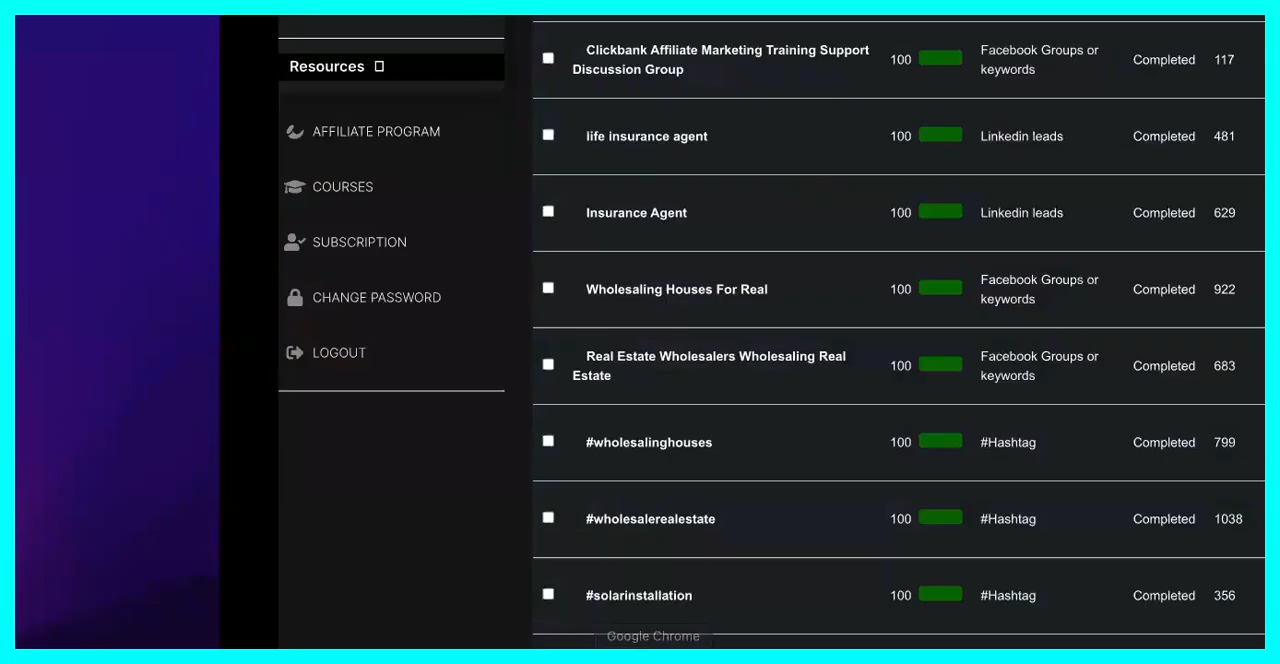 Resources
AFFILIATE PROGRAM
COURSES
SUBSCRIPTION
CHANGE PASSWORD
LOGOUT
Clickbank Affiliate Marketing Training Support
Discussion Group
100
Facebook Groups or
keywords
Completed
117
life insurance agent
100
Linkedin leads
Completed
481
Insurance Agent
100
Linkedin leads
Completed
629
Wholesaling Houses For Real
100
Facebook Groups or
keywords
Completed
922
Real Estate Wholesalers Wholesaling Real
Estate
100
Facebook Groups or
keywords
Completed
683
#wholesalinghouses
100
#Hashtag
Completed
799
#wholesalerealestate
100
#Hashtag
Completed
1038
#solarinstallation
100
#Hashtag
Completed
356
Google Chrome